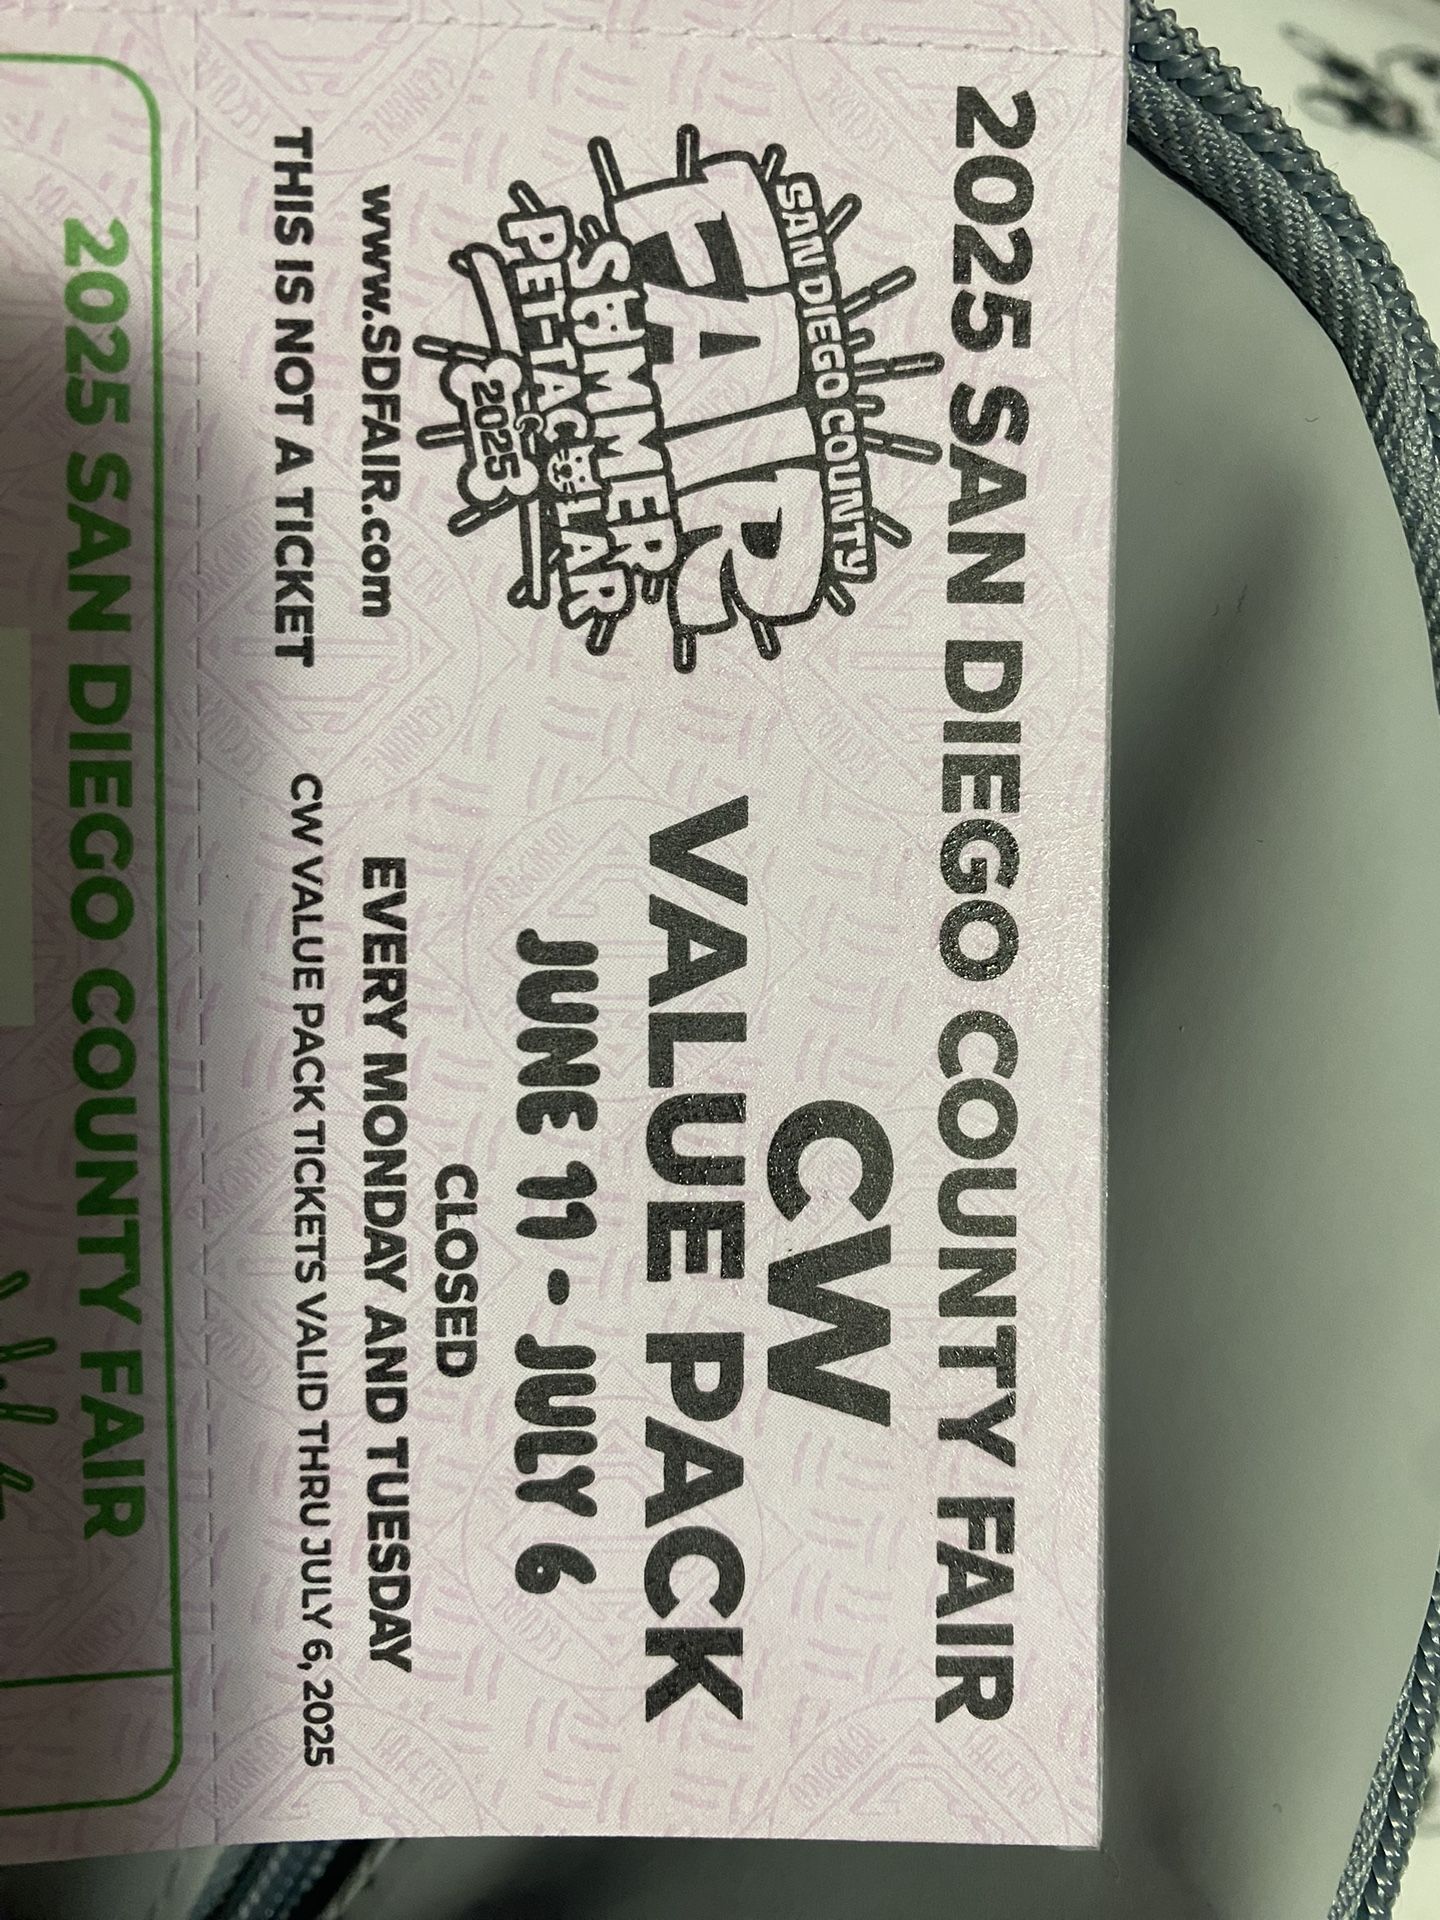 2025 SAN DIEGO COUNTY FAIR
SAN DIEGO COUNTY
FAIR
SUMMER
PET-TACULAR
2025
www.SDFAIR.com
THIS IS NOT A TICKET
CW
VALUE PACK
JUNE 11 - JULY 6
CLOSED
EVERY MONDAY AND TUESDAY
CW VALUE PACK TICKETS VALID THRU JULY 6, 2025
2025 SAN DIEGO COUNTY FAIR